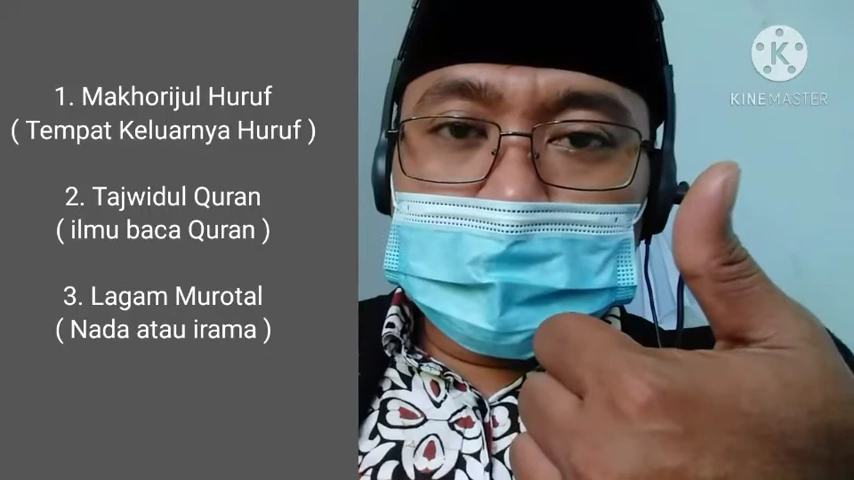 1. Makhorijul Huruf
( Tempat Keluarnya Huruf )
2. Tajwidul Quran
( ilmu baca Quran )
3. Lagam Murotal
( Nada atau irama )
K
KINEMASTER